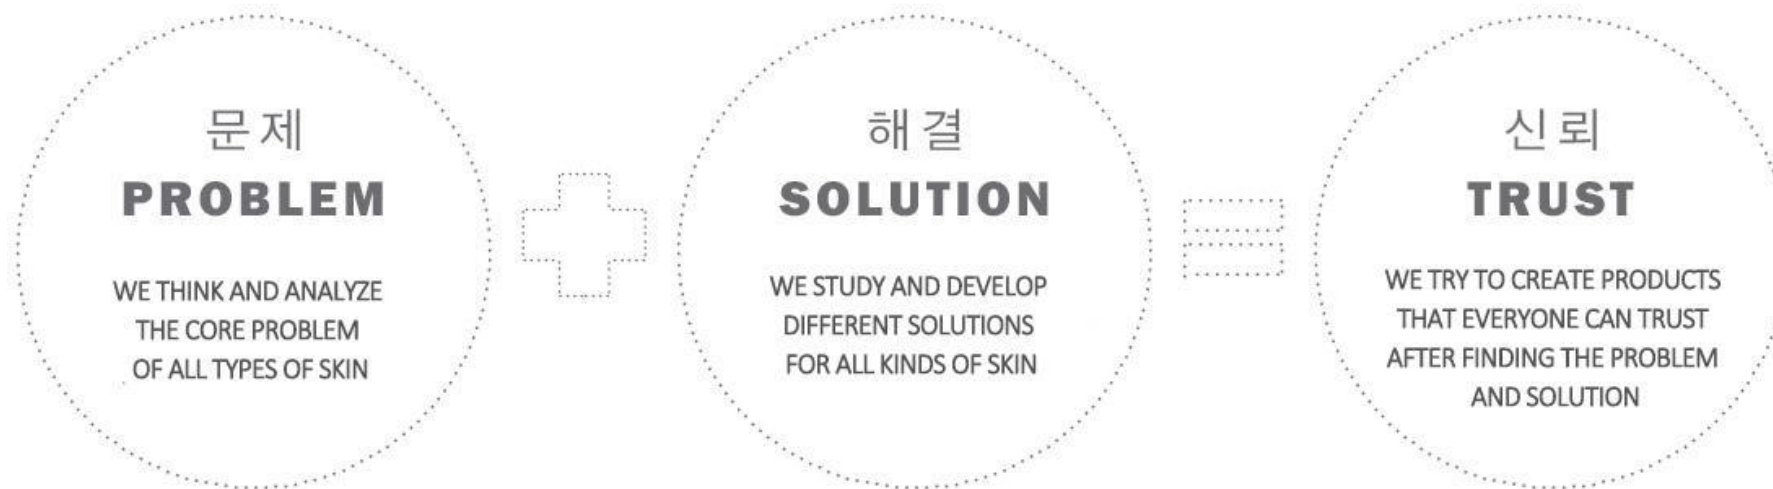 문제
PROBLEM
WE THINK AND ANALYZE
THE CORE PROBLEM
OF ALL TYPES OF SKIN
해결
SOLUTION
WE STUDY AND DEVELOP
DIFFERENT SOLUTIONS
FOR ALL KINDS OF SKIN
신뢰
TRUST
WE TRY TO CREATE PRODUCTS
THAT EVERYONE CAN TRUST
AFTER FINDING THE PROBLEM
AND SOLUTION